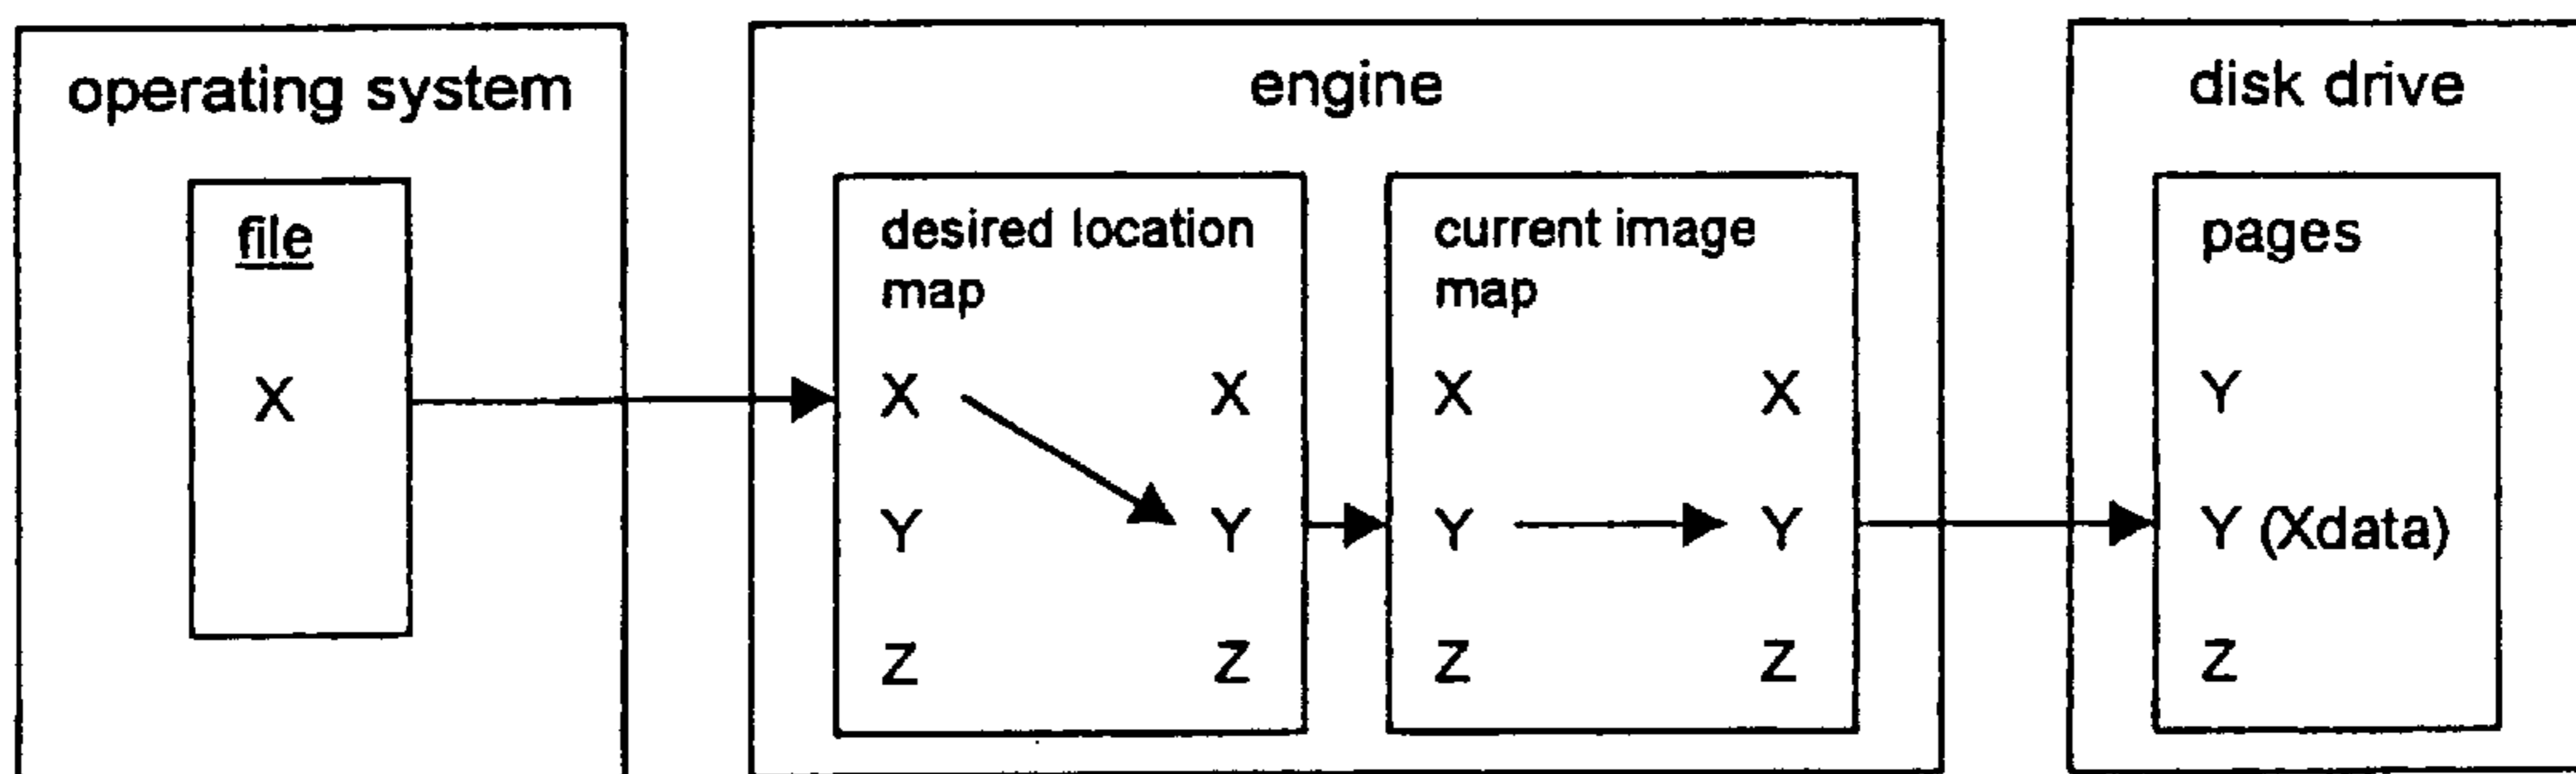 operating system
engine
disk drive
file
desired location
map
current image
map
pages
X
X X
X X
Y
Y Y
Y Y
Y (Xdata)
Z Z
Z Z
Z